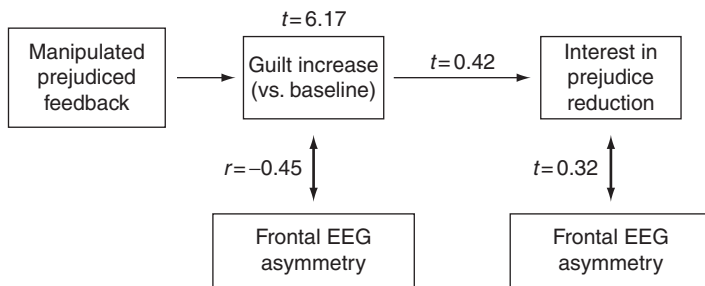 t=6.17
Manipulated
prejudiced
feedback
Guilt increase
(vs. baseline)
t=0.42
Interest in
prejudice
reduction
r=−0.45
t=0.32
Frontal EEG
asymmetry
Frontal EEG
asymmetry